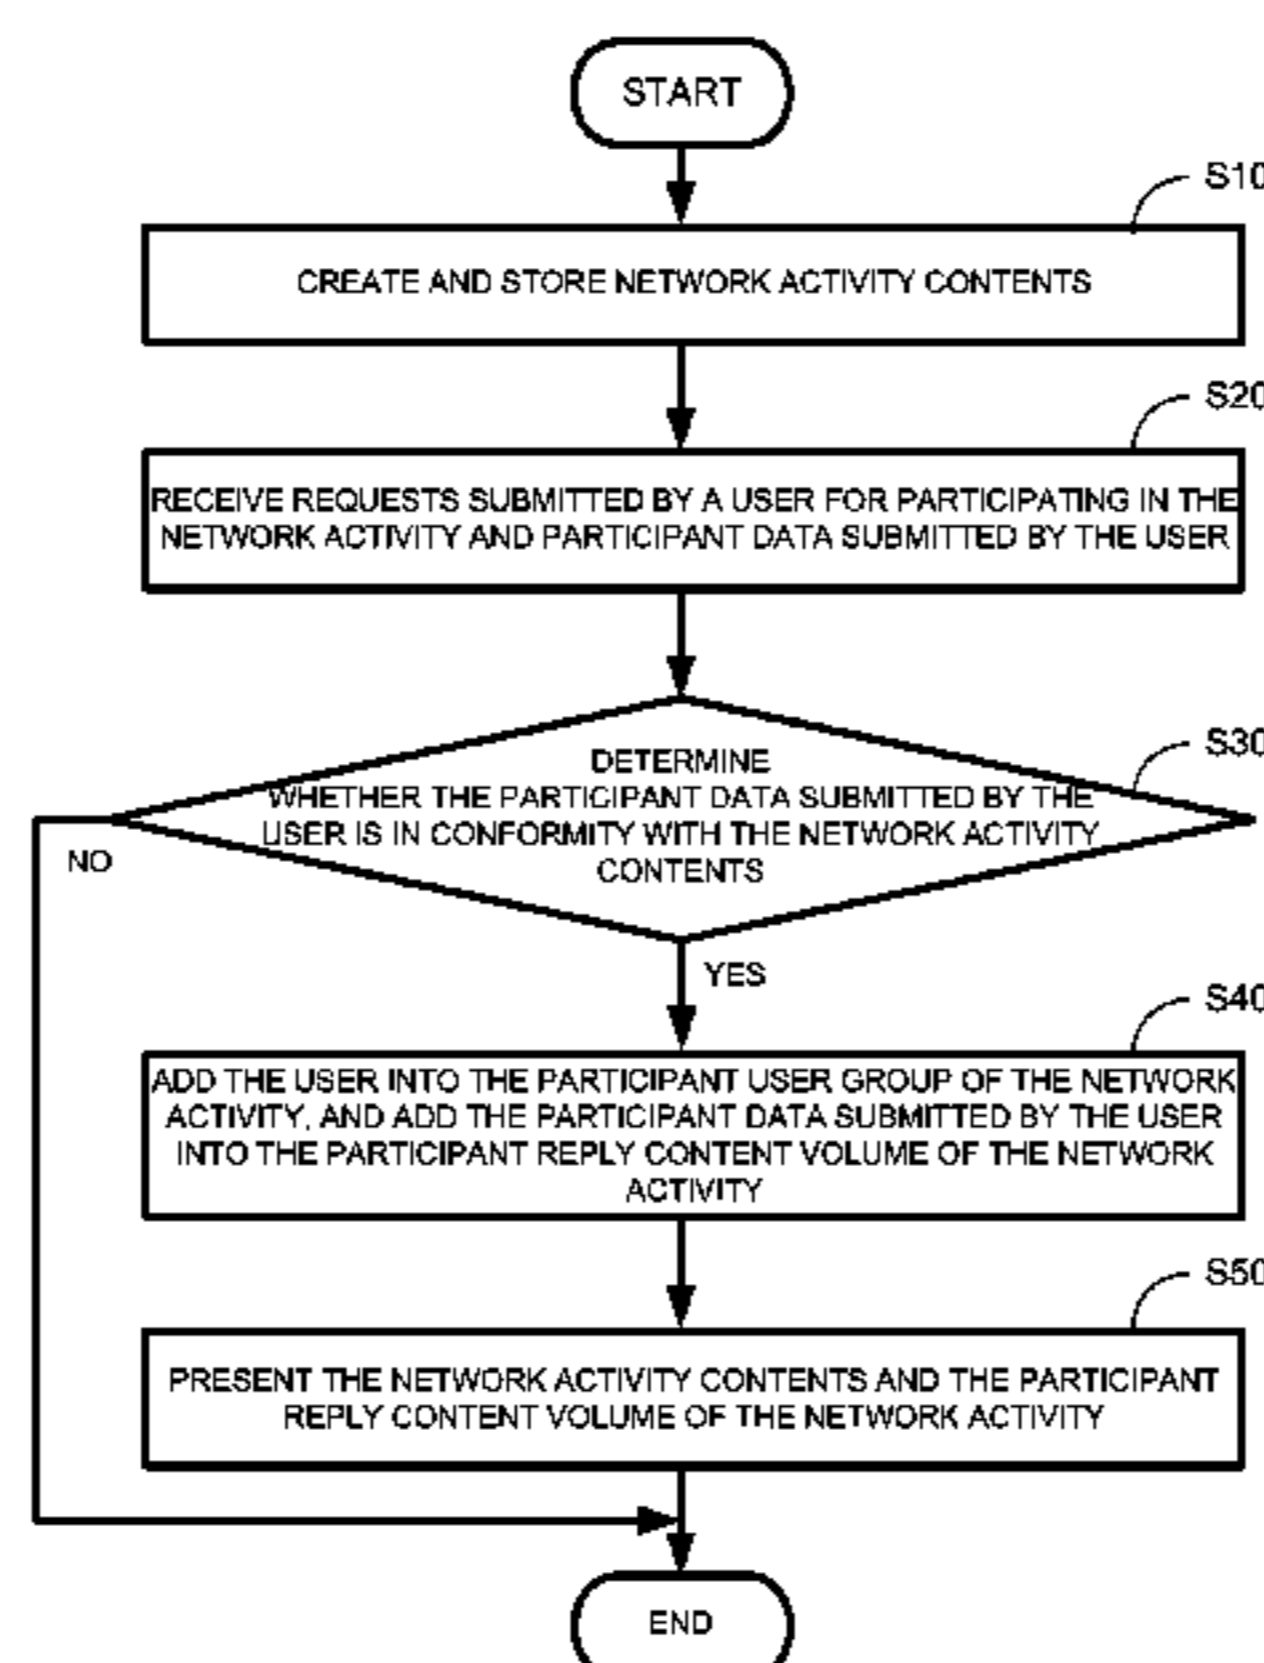 START
S10
CREATE AND STORE NETWORK ACTIVITY CONTENTS
S20
RECEIVE REQUESTS SUBMITTED BY A USER FOR PARTICIPATING IN THE
NETWORK ACTIVITY AND PARTICIPANT DATA SUBMITTED BY THE USER
S30
DETERMINE
WHETHER THE PARTICIPANT DATA SUBMITTED BY THE
USER IS IN CONFORMITY WITH THE NETWORK ACTIVITY
CONTENTS
NO
YES
S40
ADD THE USER INTO THE PARTICIPANT USER GROUP OF THE NETWORK
ACTIVITY, AND ADD THE PARTICIPANT DATA SUBMITTED BY THE USER
INTO THE PARTICIPANT REPLY CONTENT VOLUME OF THE NETWORK
ACTIVITY
S50
PRESENT THE NETWORK ACTIVITY CONTENTS AND THE PARTICIPANT
REPLY CONTENT VOLUME OF THE NETWORK ACTIVITY
END